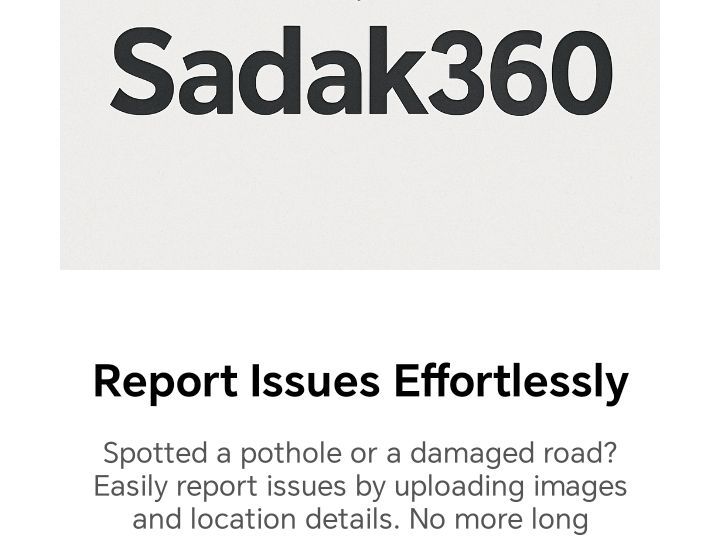 Sadak360
Report Issues Effortlessly
Spotted a pothole or a damaged road?
Easily report issues by uploading images
and location details. No more long